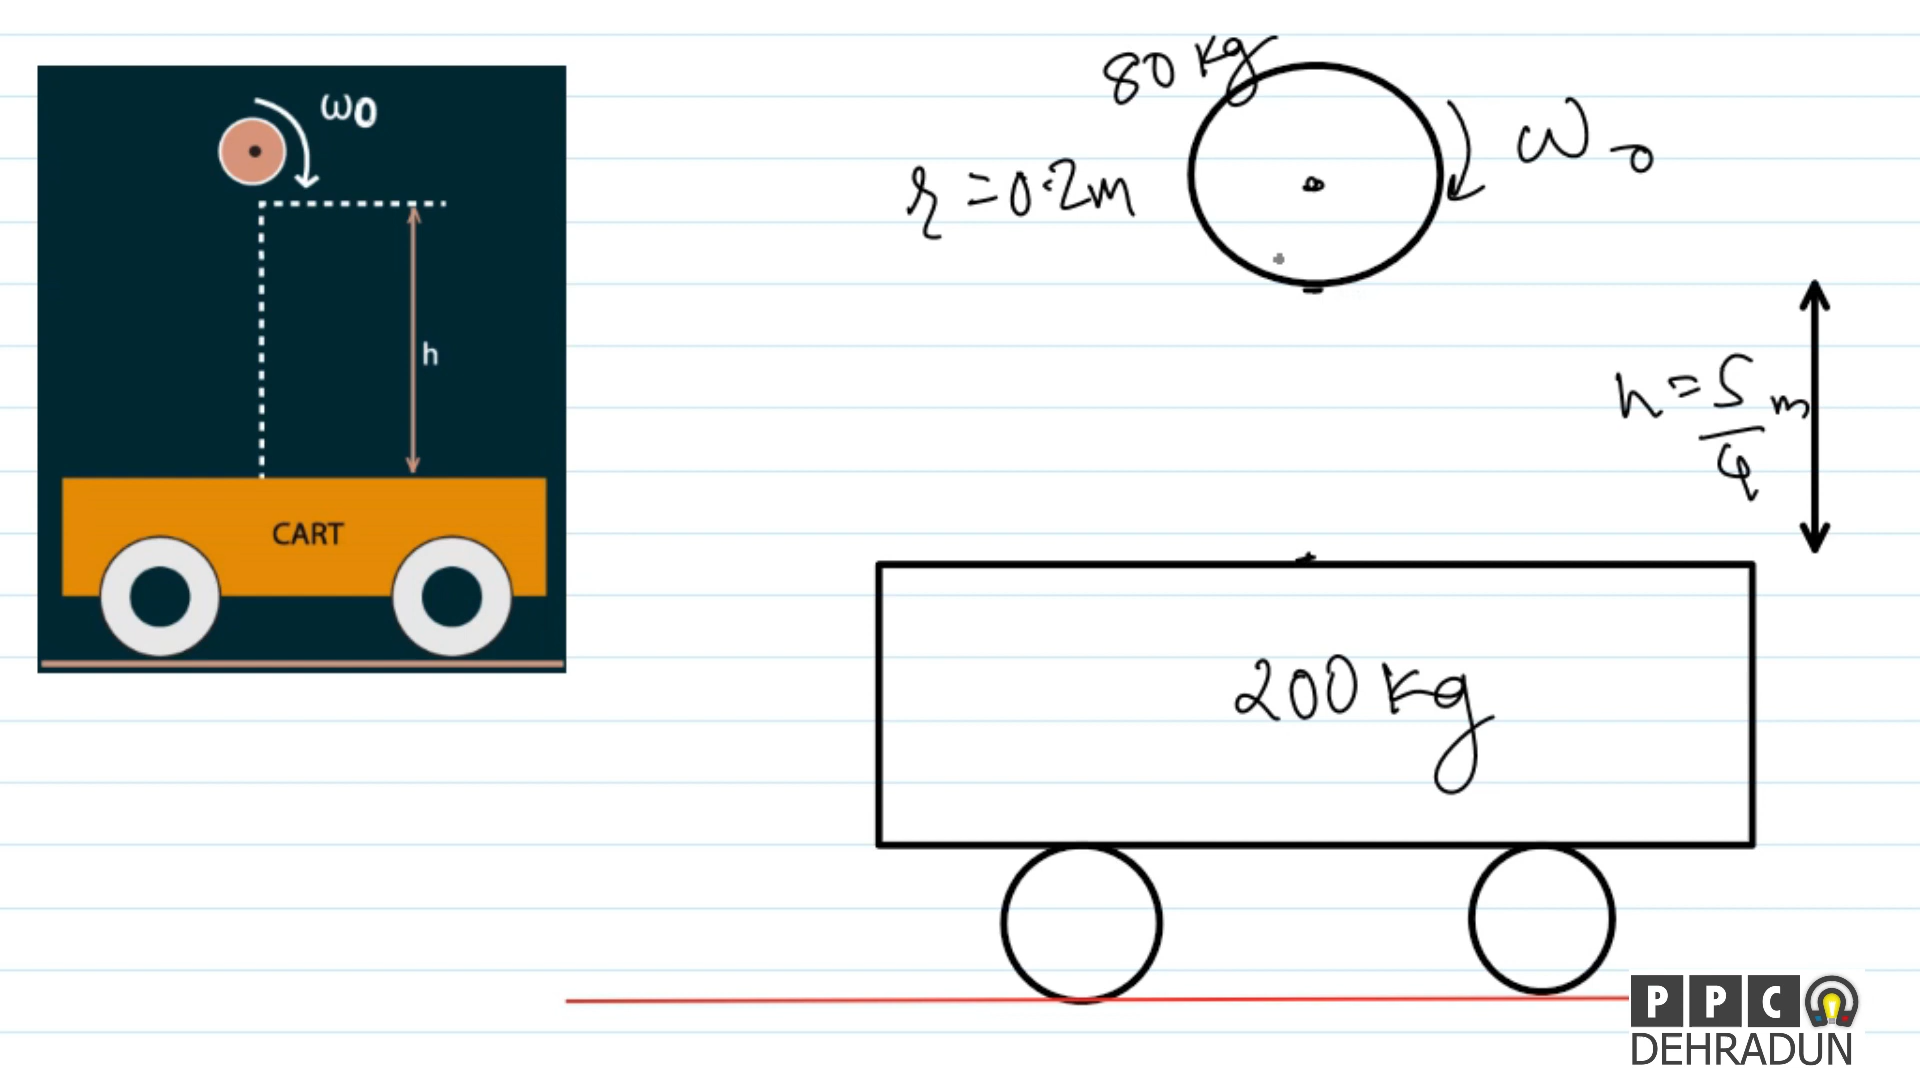 ω0
h
CART
80 kg
r = 0.2m
ω0
h = 5/4 m
200 kg
PPC
DEHRADUN